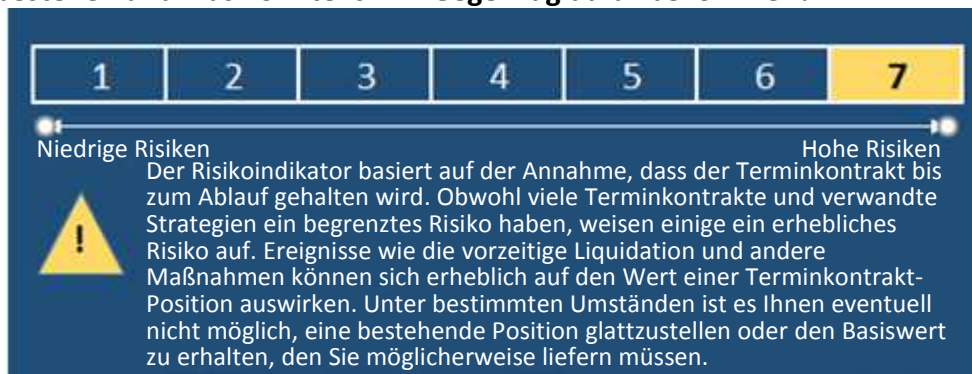 1 2 3 4 5 6 7
Niedrige Risiken Hohe Risiken
Der Risikoindikator basiert auf der Annahme, dass der Terminkontrakt bis
zum Ablauf gehalten wird. Obwohl viele Terminkontrakte und verwandte
Strategien ein begrenztes Risiko haben, weisen einige ein erhebliches
Risiko auf. Ereignisse wie die vorzeitige Liquidation und andere
Maßnahmen können sich erheblich auf den Wert einer Terminkontrakt-
Position auswirken. Unter bestimmten Umständen ist es Ihnen eventuell
nicht möglich, eine bestehende Position glattzustellen oder den Basiswert
zu erhalten, den Sie möglicherweise liefern müssen.